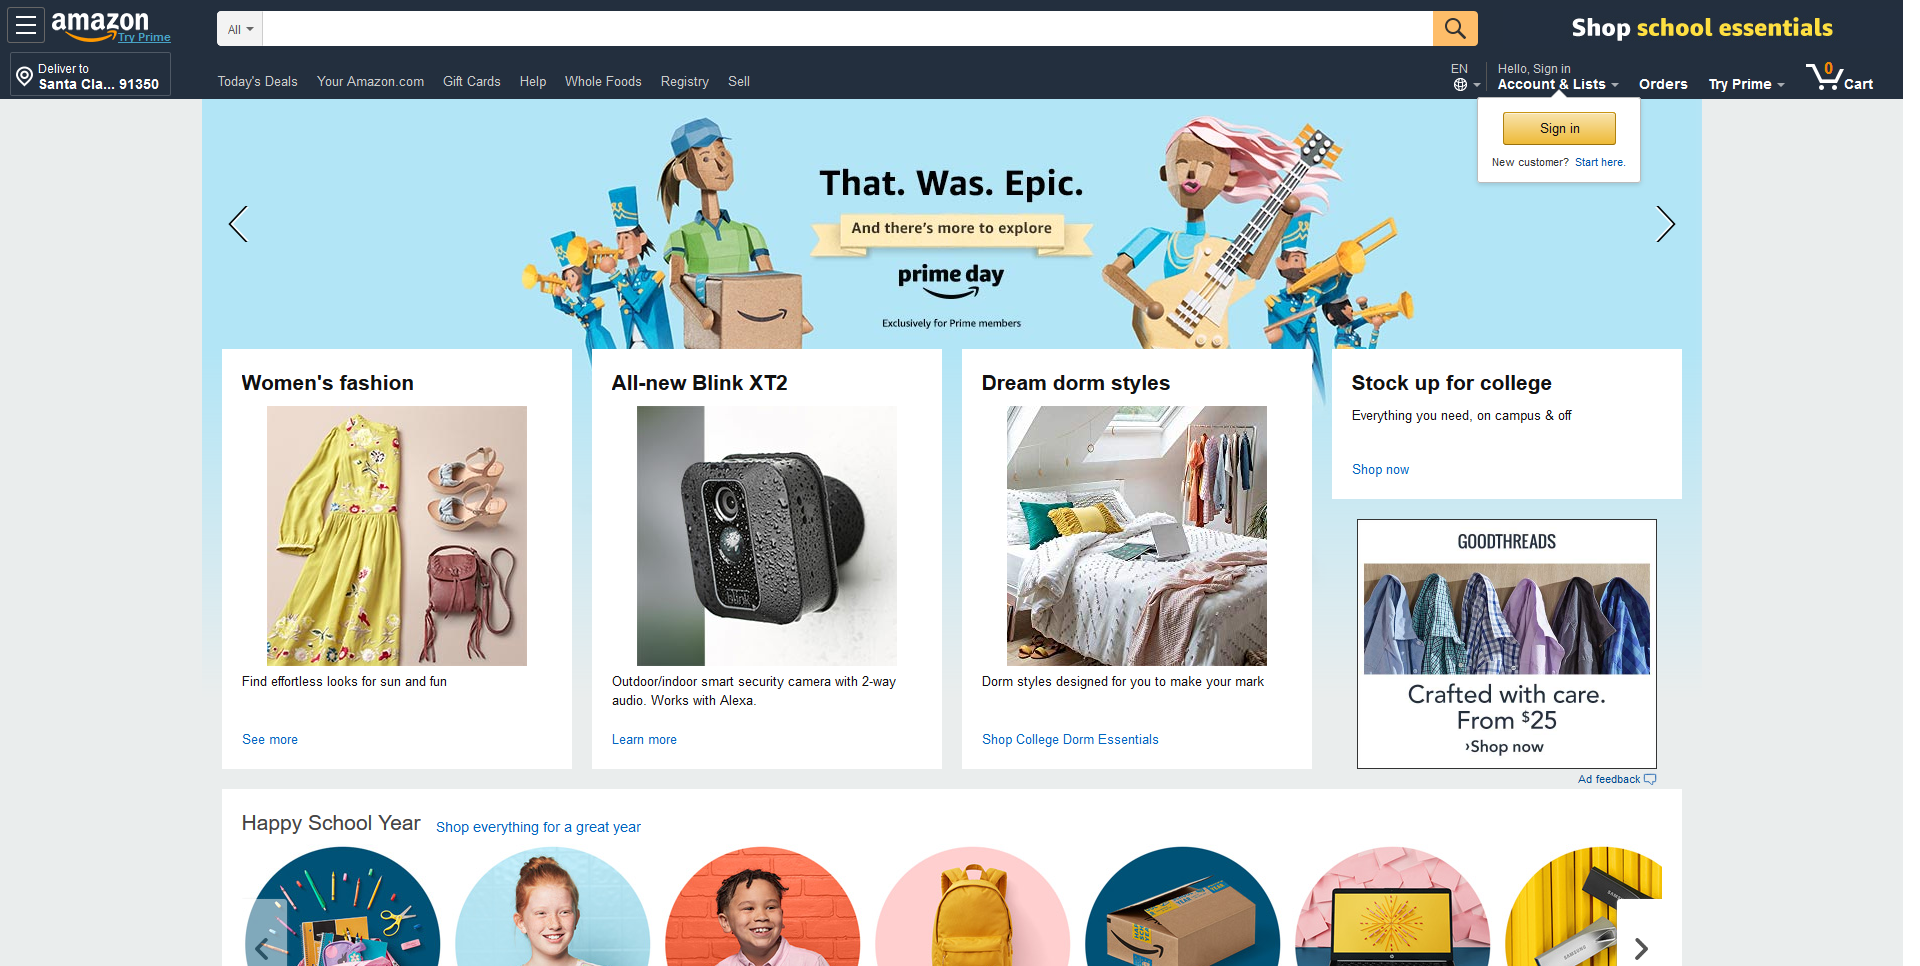 amazon
Try Prime
All
Shop school essentials
Deliver to
Santa Cla... 91350
Today's Deals
Your Amazon.com
Gift Cards
Help
Whole Foods
Registry
Sell
EN
Hello, Sign in
Account & Lists
Orders
Try Prime
0
Cart
Sign in
New customer? Start here.
That. Was. Epic.
And there's more to explore
prime day
Exclusively for Prime members
Women's fashion
Find effortless looks for sun and fun
See more
All-new Blink XT2
blink
Outdoor/indoor smart security camera with 2-way
audio. Works with Alexa.
Learn more
Dream dorm styles
Dorm styles designed for you to make your mark
Shop College Dorm Essentials
Stock up for college
Everything you need, on campus & off
Shop now
GOODTHREADS
Crafted with care.
From $25
›Shop now
Ad feedback
Happy School Year
Shop everything for a great year
SAMSUNG
SAMSUNG